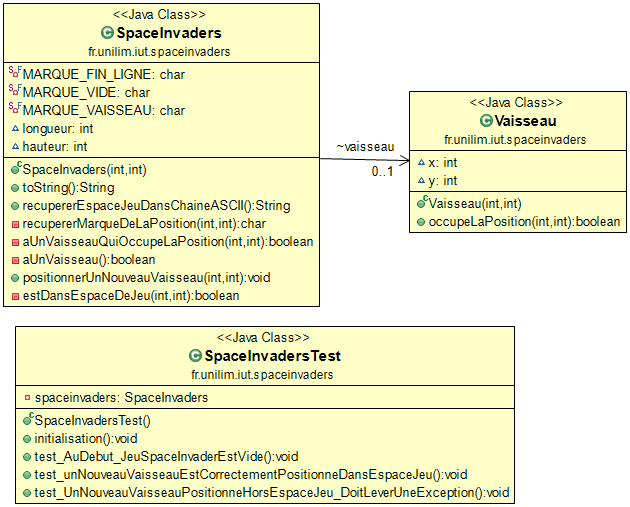 <<Java Class>>
SpaceInvaders
fr.unilim.iut.spaceinvaders
MARQUE_FIN_LIGNE: char
MARQUE_VIDE: char
MARQUE_VAISSEAU: char
longueur: int
hauteur: int
SpaceInvaders(int,int)
toString():String
recupererEspaceJeuDansChaineASCII():String
recupererMarqueDeLaPosition(int,int):char
aUnVaisseauQuiOccupeLaPosition(int,int):boolean
aUnVaisseau():boolean
positionnerUnNouveauVaisseau(int,int):void
estDansEspaceDeJeu(int,int):boolean
~vaisseau
0..1
<<Java Class>>
Vaisseau
fr.unilim.iut.spaceinvaders
x: int
y: int
Vaisseau(int,int)
occupeLaPosition(int,int):boolean
<<Java Class>>
SpaceInvadersTest
fr.unilim.iut.spaceinvaders
spaceinvaders: SpaceInvaders
SpaceInvadersTest()
initialisation():void
test_AuDebut_JeuSpaceInvaderEstVide():void
test_unNouveauVaisseauEstCorrectementPositionneDansEspaceJeu():void
test_UnNouveauVaisseauPositionneHorsEspaceJeu_DoitLeverUneException():void